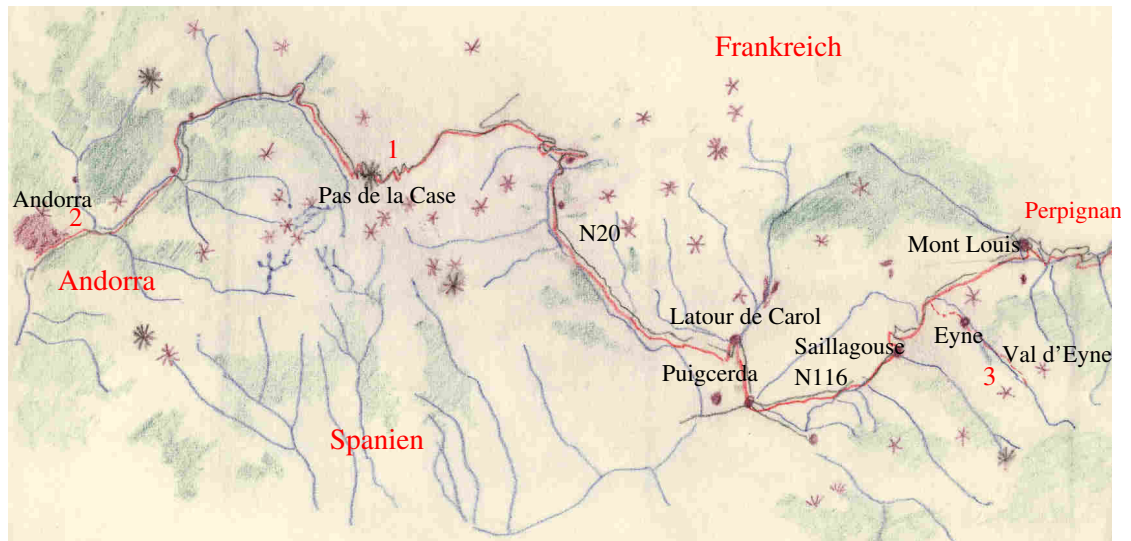 Frankreich
1
Pas de la Case
Andorra
2
Andorra
N20
Perpignan
Mont Louis
Latour de Carol
Saillagouse
Eyne
Val d'Eyne
Puigcerda
N116
3
Spanien